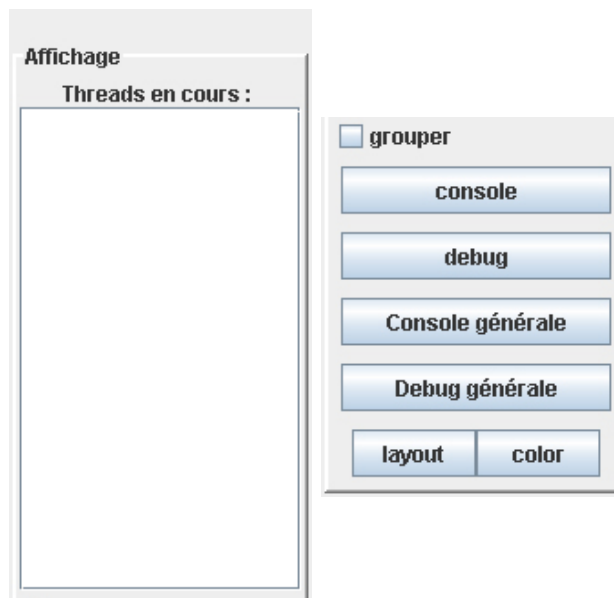 Affichage
Threads en cours :
grouper
console
debug
Console générale
Debug générale
layout
color